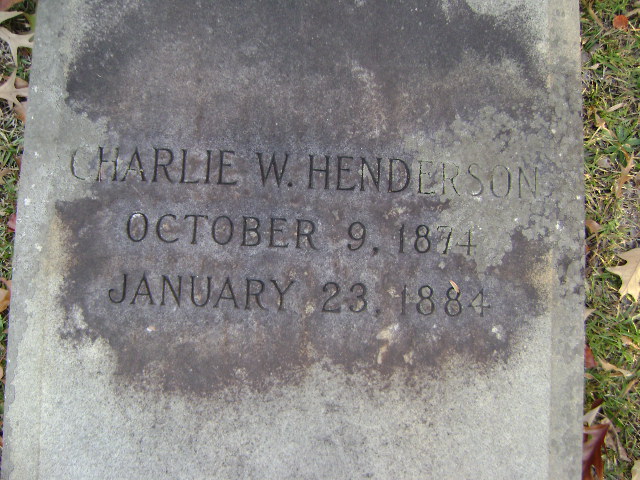 CHARLIE W. HENDERSON
OCTOBER 9, 1874
JANUARY 23, 1884